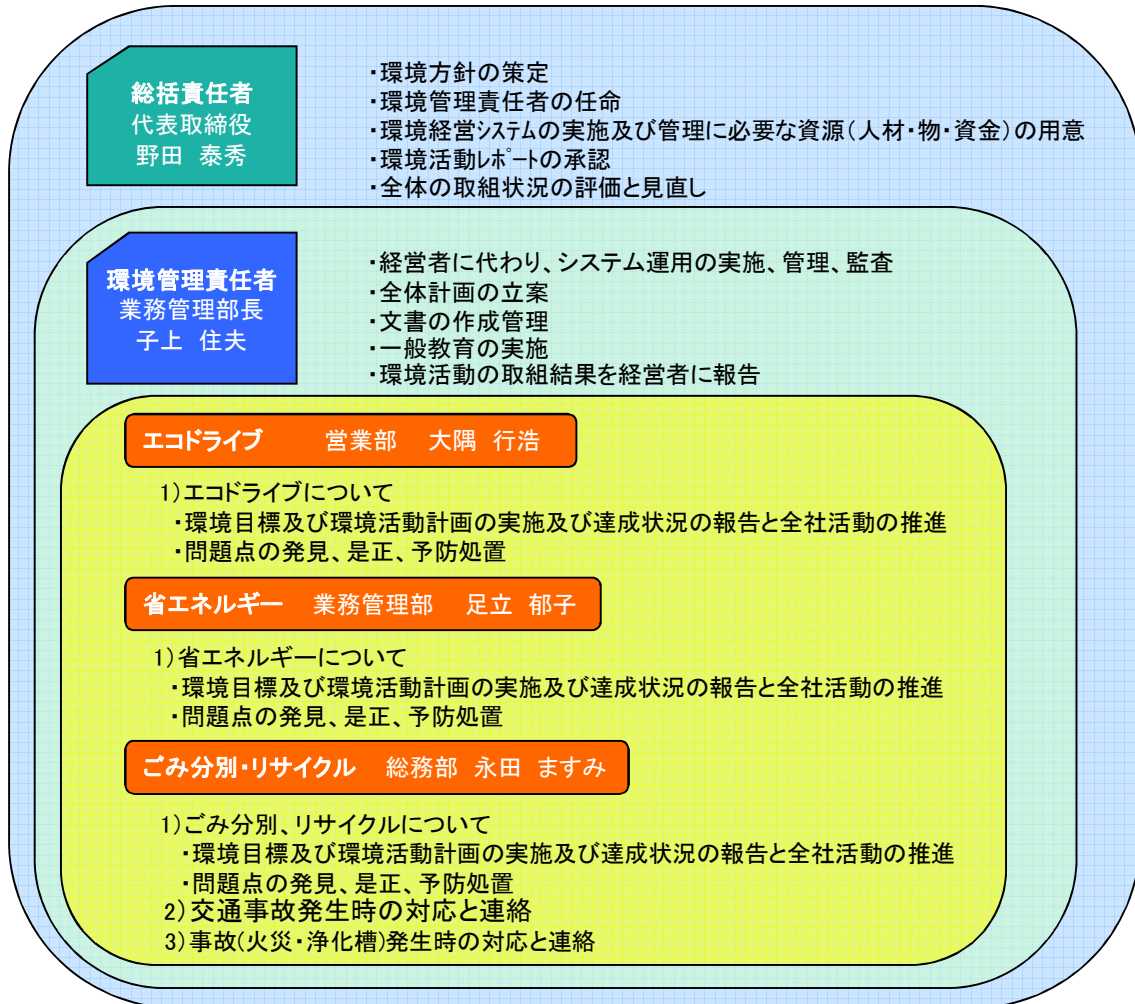 総括責任者
代表取締役
野田 泰秀
・環境方針の策定
・環境管理責任者の任命
・環境経営ｼｽﾃﾑの実施及び管理に必要な資源(人材・物・資金)の用意
・環境活動ﾚﾎﾟｰﾄの承認
・全体の取組状況の評価と見直し
環境管理責任者
業務管理部長
子上 住夫
・経営者に代わり、システム運用の実施、管理、監査
・全体計画の立案
・文書の作成管理
・一般教育の実施
・環境活動の取組結果を経営者に報告
エコドライブ 営業部 大隅 行浩
1)エコドライブについて
・環境目標及び環境活動計画の実施及び達成状況の報告と全社活動の推進
・問題点の発見、是正、予防処置
省エネルギー 業務管理部 足立 郁子
1)省エネルギーについて
・環境目標及び環境活動計画の実施及び達成状況の報告と全社活動の推進
・問題点の発見、是正、予防処置
ごみ分別・リサイクル 総務部 永田 ますみ
1)ごみ分別、リサイクルについて
・環境目標及び環境活動計画の実施及び達成状況の報告と全社活動の推進
・問題点の発見、是正、予防処置
2)交通事故発生時の対応と連絡
3)事故(火災・浄化槽)発生時の対応と連絡